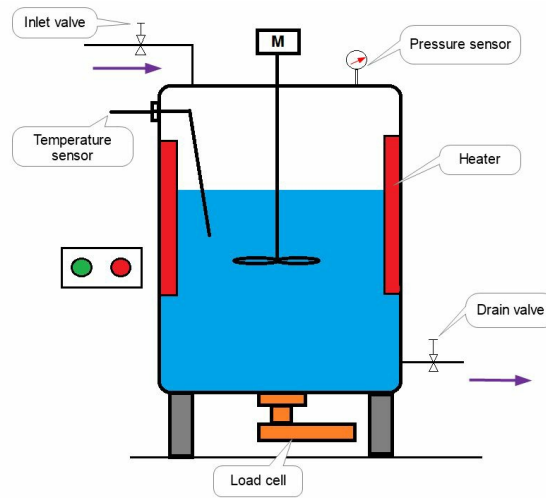 Inlet valve
M
Pressure sensor
Temperature
sensor
Heater
Drain valve
Load cell